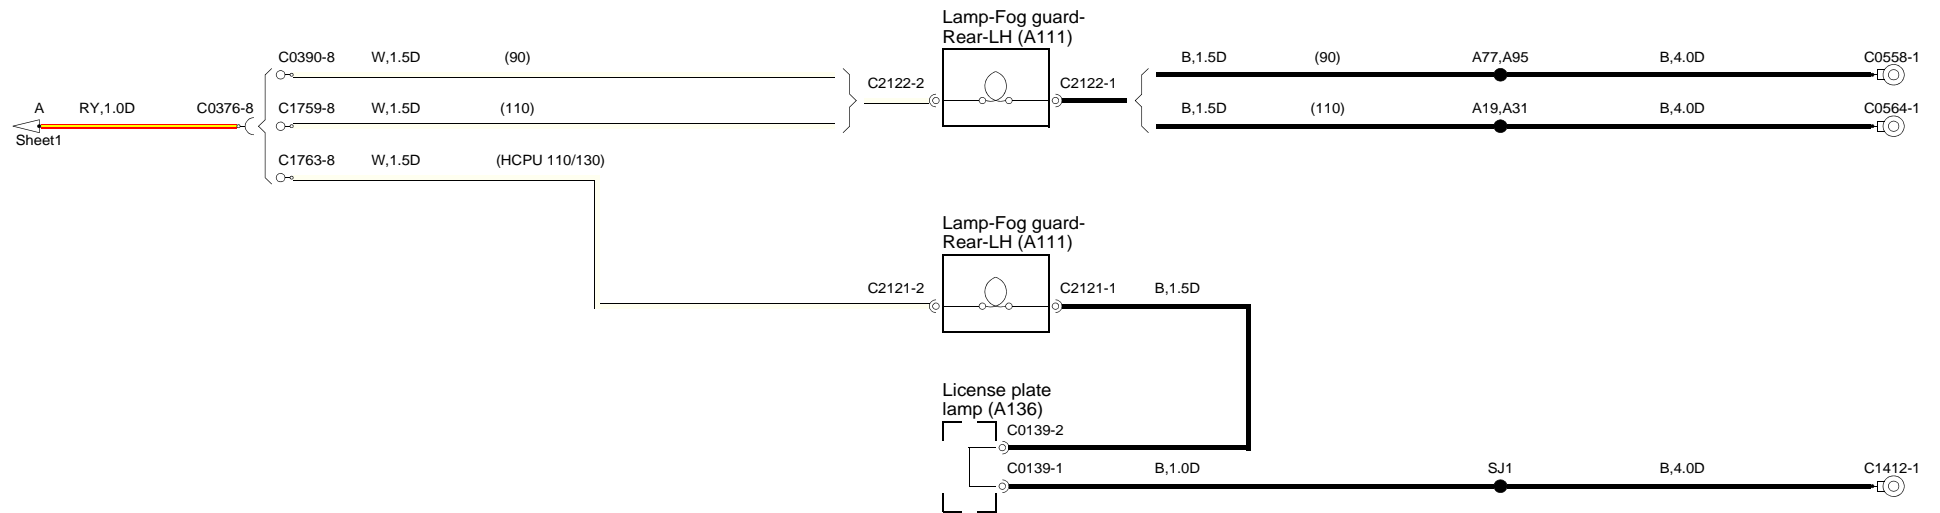 Lamp-Fog guard-
Rear-LH (A111)
C0390-8 W,1.5D (90)
C2122-2
C2122-1
B,1.5D (90) A77,A95 B,4.0D C0558-1
A RY,1.0D C0376-8
Sheet1
C1759-8 W,1.5D (110)
B,1.5D (110) A19,A31 B,4.0D C0564-1
C1763-8 W,1.5D (HCPU 110/130)
Lamp-Fog guard-
Rear-LH (A111)
C2121-2
C2121-1 B,1.5D
License plate
lamp (A136)
C0139-2
C0139-1 B,1.0D SJ1 B,4.0D C1412-1